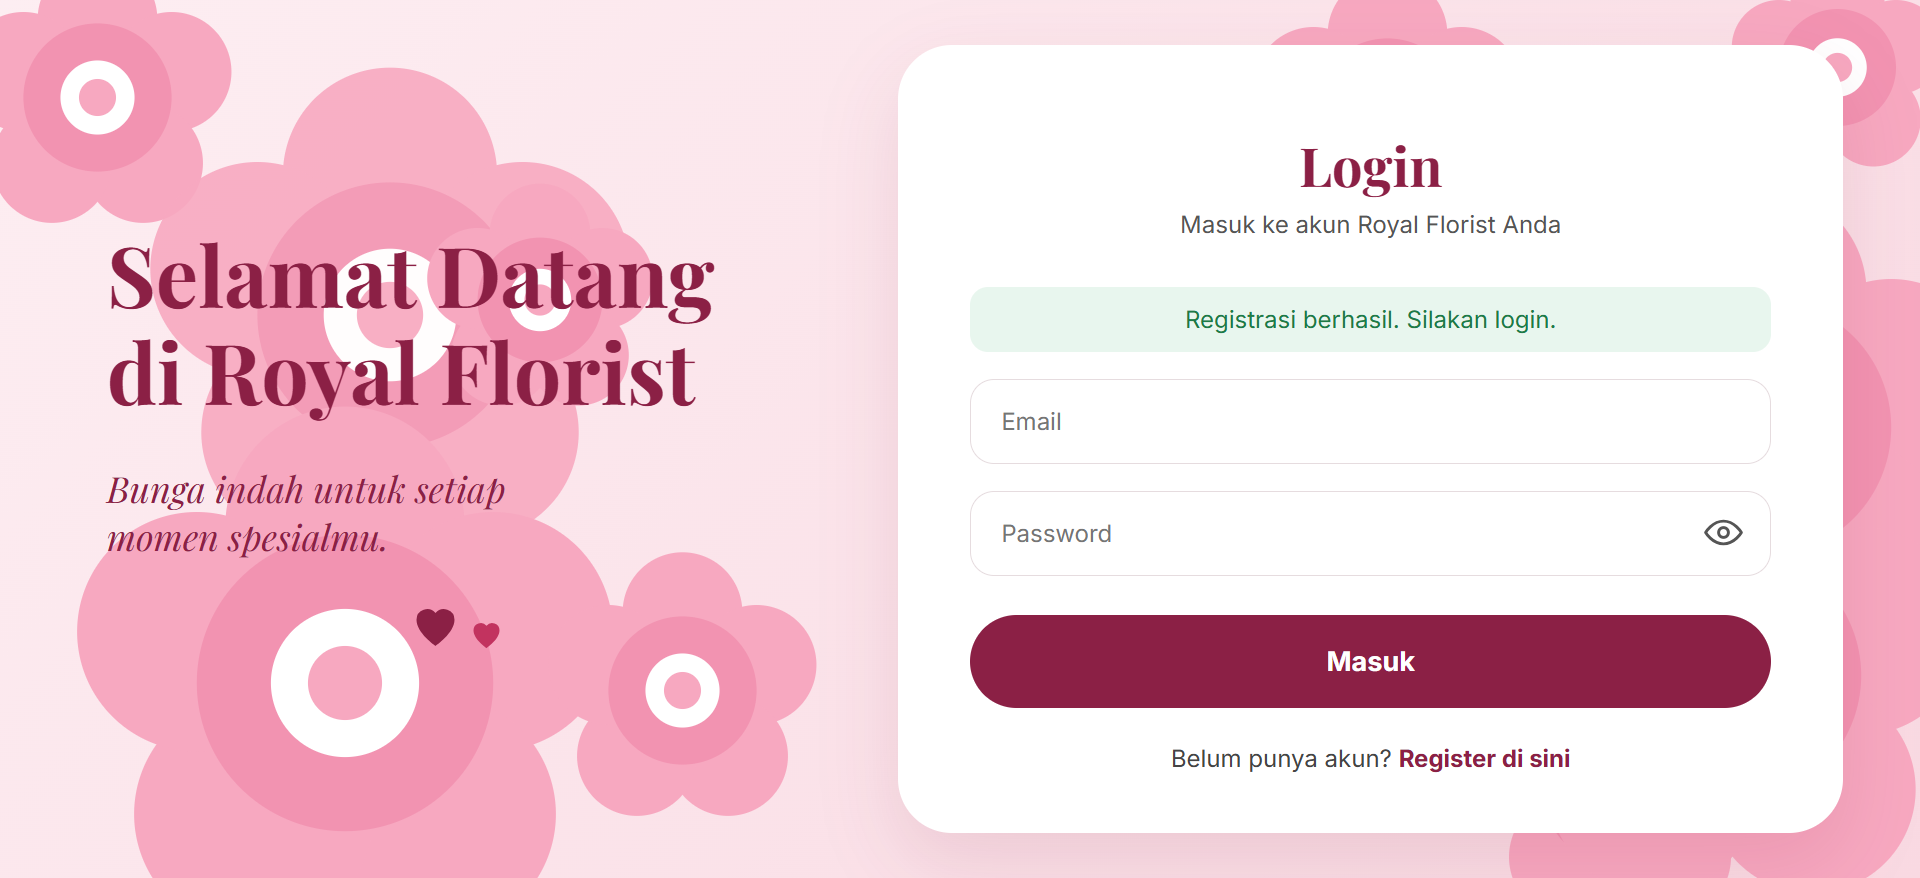 Selamat Datang
di Royal Florist
Bunga indah untuk setiap
momen spesialmu.
Login
Masuk ke akun Royal Florist Anda
Registrasi berhasil. Silakan login.
Email
Password
Masuk
Belum punya akun? Register di sini